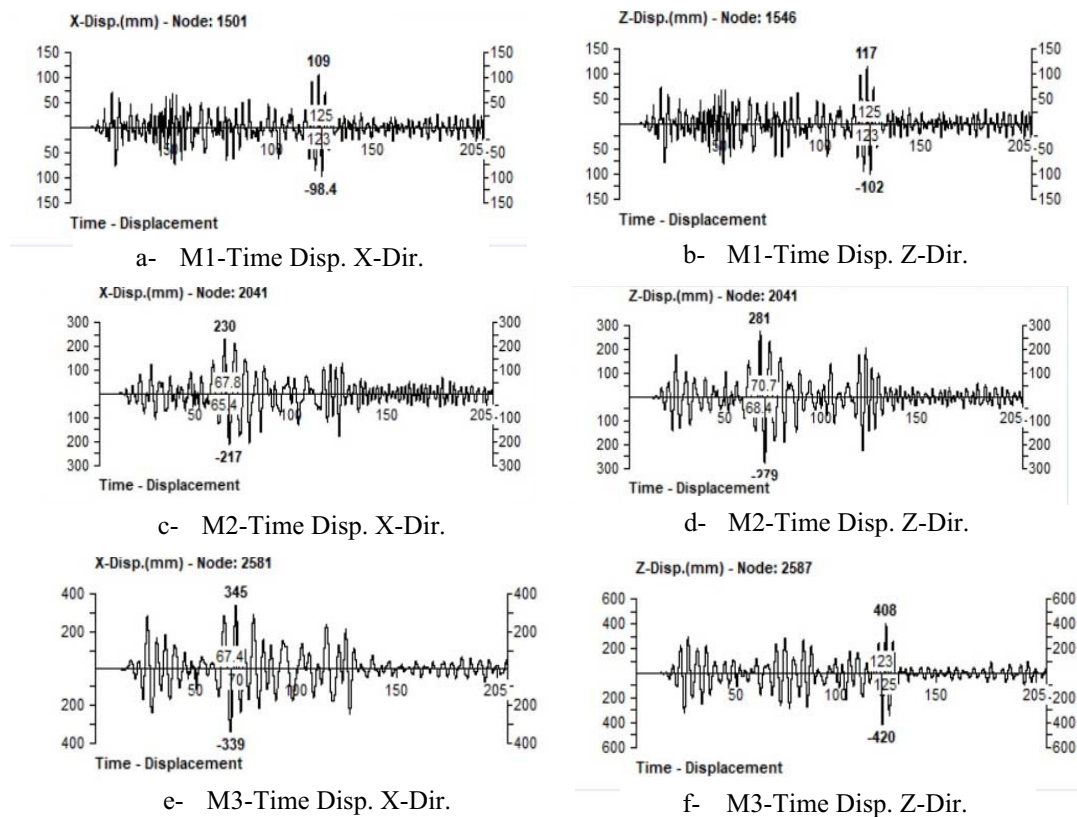 X-Disp.(mm) - Node: 1501
150 150
109
100 100
50 50
125
123
50 100 150 205
50 50
100 100
-98.4
150 150
Time - Displacement
a- M1-Time Disp. X-Dir.
Z-Disp.(mm) - Node: 1546
150 150
117
100 100
50 50
125
123
50 100 150 205
50 50
100 100
-102
150 150
Time - Displacement
b- M1-Time Disp. Z-Dir.
X-Disp.(mm) - Node: 2041
300 300
230
200 200
100 100
67.8
65.4
50 100 150 205
100 100
200 200
-217
300 300
Time - Displacement
c- M2-Time Disp. X-Dir.
Z-Disp.(mm) - Node: 2041
300 300
281
200 200
100 100
70.7
68.4
50 100 150 205
100 100
200 200
300 300
-279
Time - Displacement
d- M2-Time Disp. Z-Dir.
X-Disp.(mm) - Node: 2581
400 400
345
200 200
67.4
70
50 100 150 205
200 200
-339
400 400
Time - Displacement
e- M3-Time Disp. X-Dir.
Z-Disp.(mm) - Node: 2587
600 600
408
400 400
200 200
123
125
50 100 150 205
200 200
400 400
-420
600 600
Time - Displacement
f- M3-Time Disp. Z-Dir.